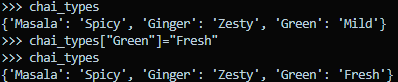 >>> chai_types
{'Masala': 'Spicy', 'Ginger': 'Zesty', 'Green': 'Mild'}
>>> chai_types["Green"]="Fresh"
>>> chai_types
{'Masala': 'Spicy', 'Ginger': 'Zesty', 'Green': 'Fresh'}